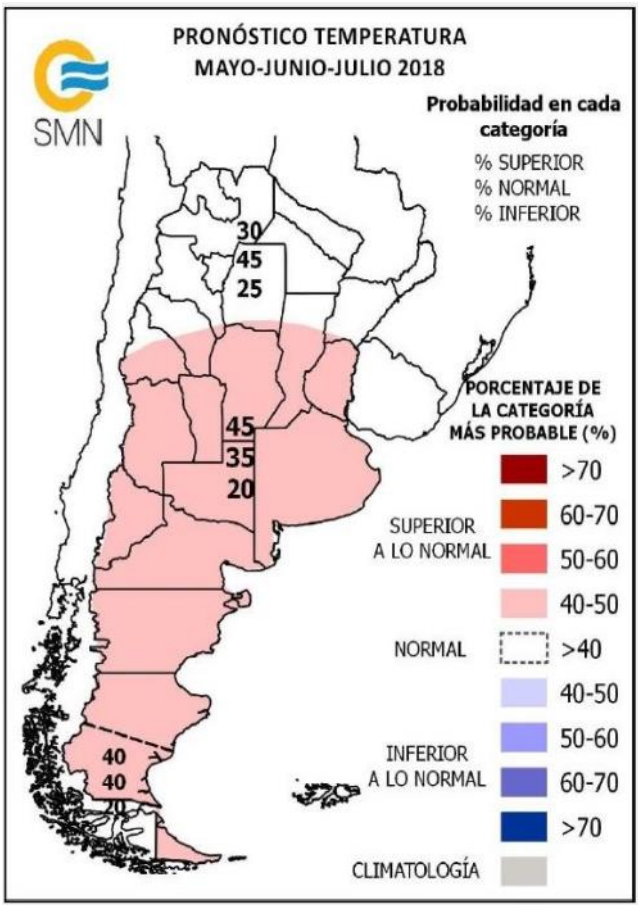 PRONÓSTICO TEMPERATURA
MAYO-JUNIO-JULIO 2018
SMN
Probabilidad en cada
categoría
% SUPERIOR
% NORMAL
% INFERIOR
30
45
25
45
35
20
40
40
20
PORCENTAJE DE
LA CATEGORÍA
MÁS PROBABLE (%)
>70
60-70
SUPERIOR
A LO NORMAL
50-60
40-50
NORMAL
>40
40-50
50-60
INFERIOR
A LO NORMAL
60-70
>70
CLIMATOLOGÍA